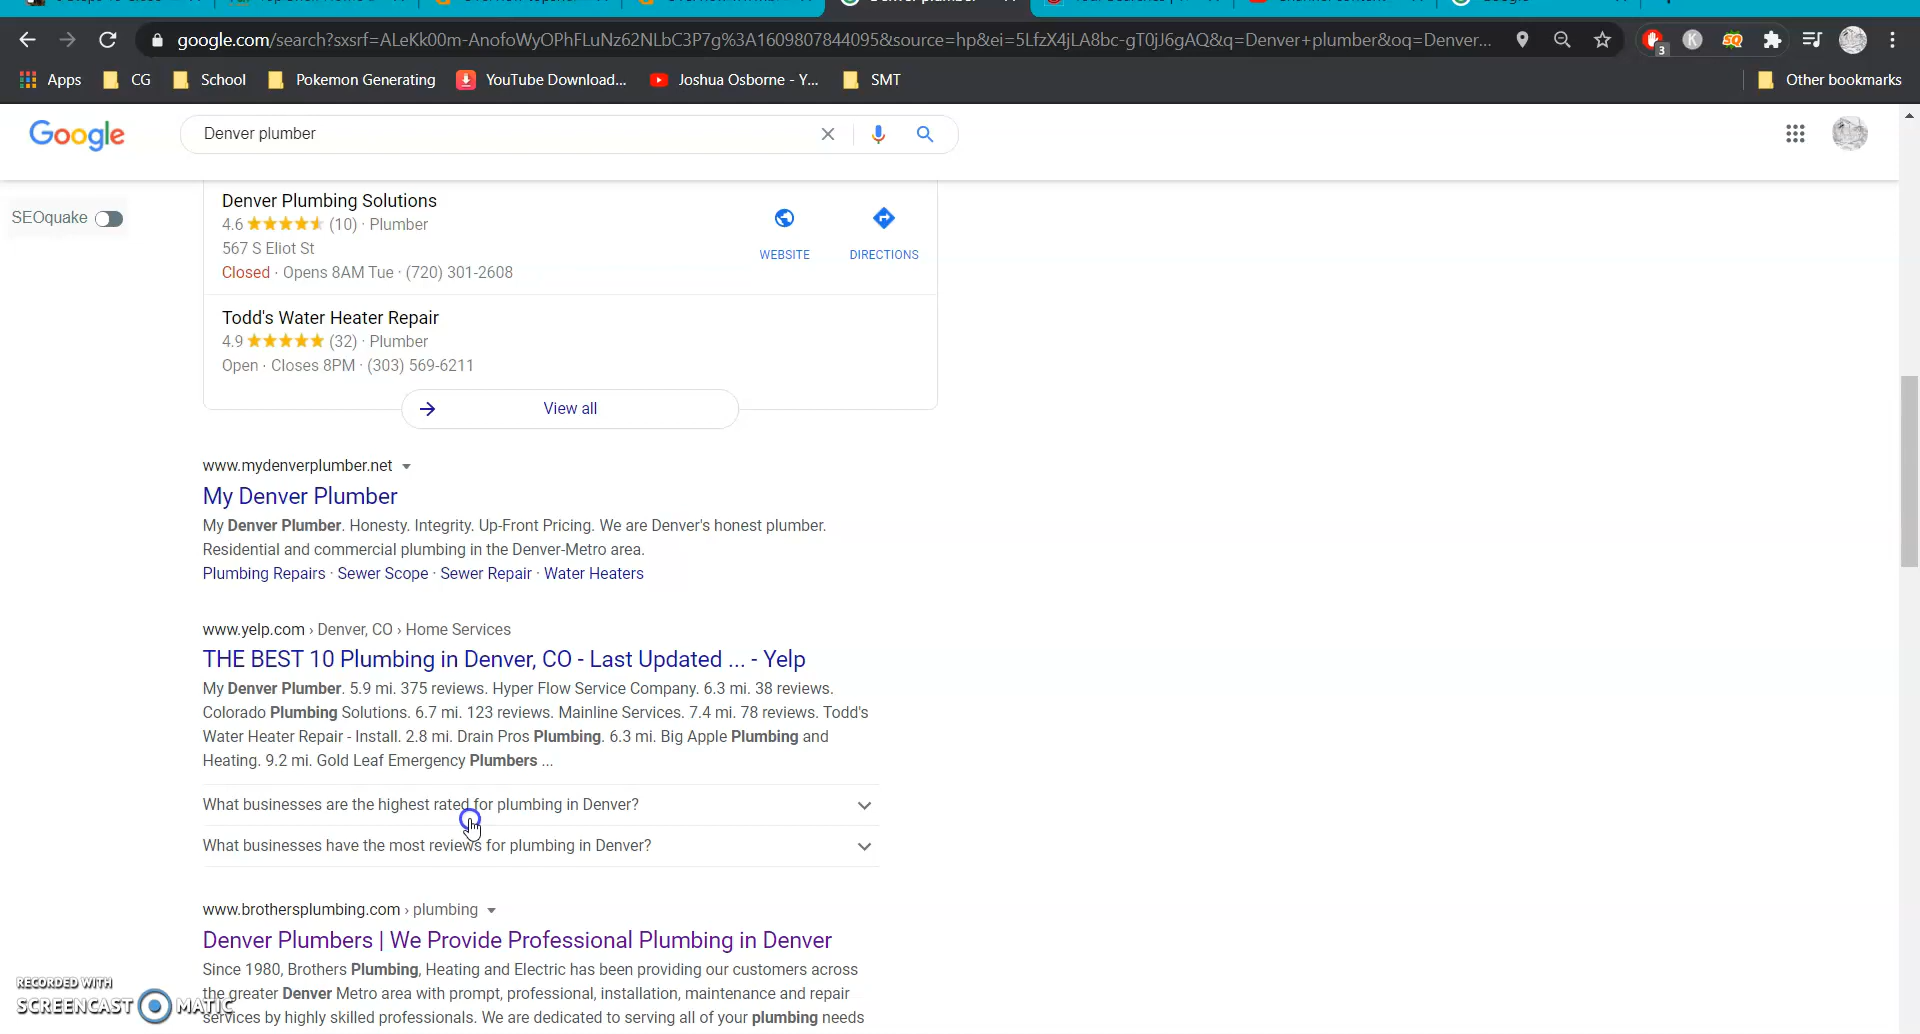 google.com/search?sxsrf=ALeKk00m-AnofoWyOPhFLuNz62NLbC3P7g%3A1609807844095&source=hp&ei=5LfzX4jLA8bc-gT0jJ6gAQ&q=Denver+plumber&oq=Denver...
3
Apps CG School Pokemon Generating YouTube Download... Joshua Osborne - Y... SMT Other bookmarks
Google Denver plumber
SEOquake
Denver Plumbing Solutions
4.6 (10) · Plumber
567 S Eliot St
Closed · Opens 8AM Tue · (720) 301-2608
WEBSITE DIRECTIONS
Todd's Water Heater Repair
4.9 (32) · Plumber
Open · Closes 8PM · (303) 569-6211
View all
www.mydenverplumber.net
My Denver Plumber
My Denver Plumber. Honesty. Integrity. Up-Front Pricing. We are Denver's honest plumber.
Residential and commercial plumbing in the Denver-Metro area.
Plumbing Repairs · Sewer Scope · Sewer Repair · Water Heaters
www.yelp.com › Denver, CO › Home Services
THE BEST 10 Plumbing in Denver, CO - Last Updated ... - Yelp
My Denver Plumber. 5.9 mi. 375 reviews. Hyper Flow Service Company. 6.3 mi. 38 reviews.
Colorado Plumbing Solutions. 6.7 mi. 123 reviews. Mainline Services. 7.4 mi. 78 reviews. Todd's
Water Heater Repair - Install. 2.8 mi. Drain Pros Plumbing. 6.3 mi. Big Apple Plumbing and
Heating. 9.2 mi. Gold Leaf Emergency Plumbers ...
What businesses are the highest rated for plumbing in Denver?
What businesses have the most reviews for plumbing in Denver?
www.brothersplumbing.com › plumbing
Denver Plumbers | We Provide Professional Plumbing in Denver
Since 1980, Brothers Plumbing, Heating and Electric has been providing our customers across
the greater Denver Metro area with prompt, professional, installation, maintenance and repair
services by highly skilled professionals. We are dedicated to serving all of your plumbing needs
RECORDED WITH
SCREENCAST MATIC